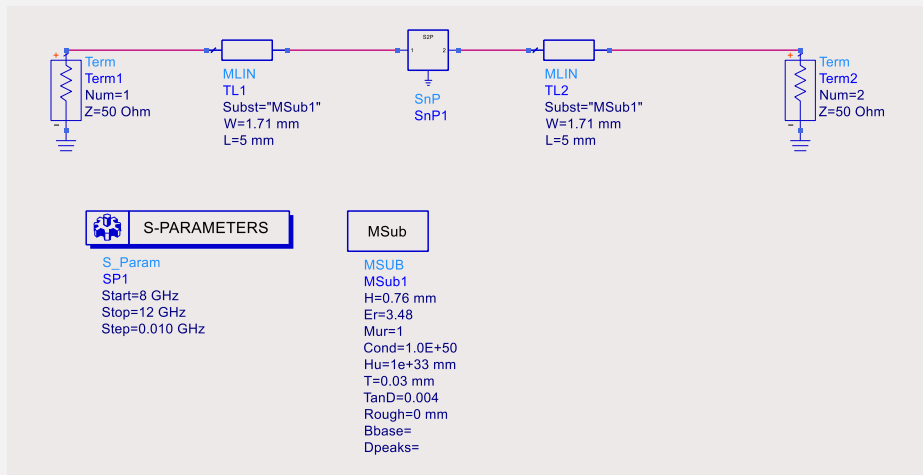 S2P
1
2
+
Term
Term1
Num=1
Z=50 Ohm
-
MLIN
TL1
Subst="MSub1"
W=1.71 mm
L=5 mm
SnP
SnP1
MLIN
TL2
Subst="MSub1"
W=1.71 mm
L=5 mm
+
Term
Term2
Num=2
Z=50 Ohm
-
S-PARAMETERS
S_Param
SP1
Start=8 GHz
Stop=12 GHz
Step=0.010 GHz
MSub
MSUB
MSub1
H=0.76 mm
Er=3.48
Mur=1
Cond=1.0E+50
Hu=1e+33 mm
T=0.03 mm
TanD=0.004
Rough=0 mm
Bbase=
Dpeaks=